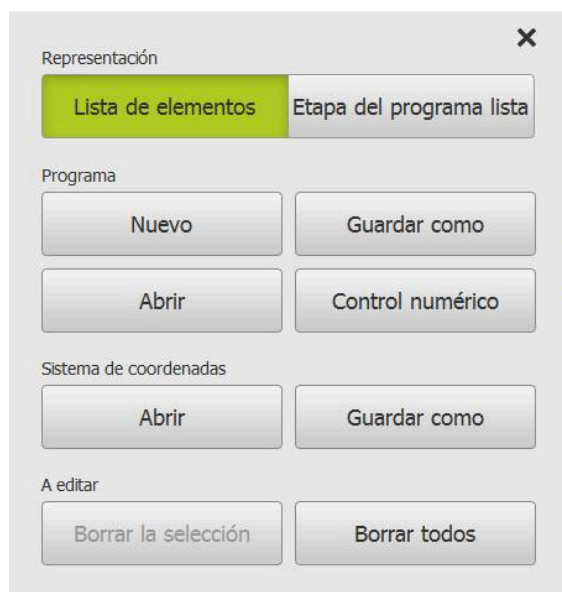 Representación
Lista de elementos Etapa del programa lista
Programa
Nuevo Guardar como
Abrir Control numérico
Sistema de coordenadas
Abrir Guardar como
A editar
Borrar la selección Borrar todos